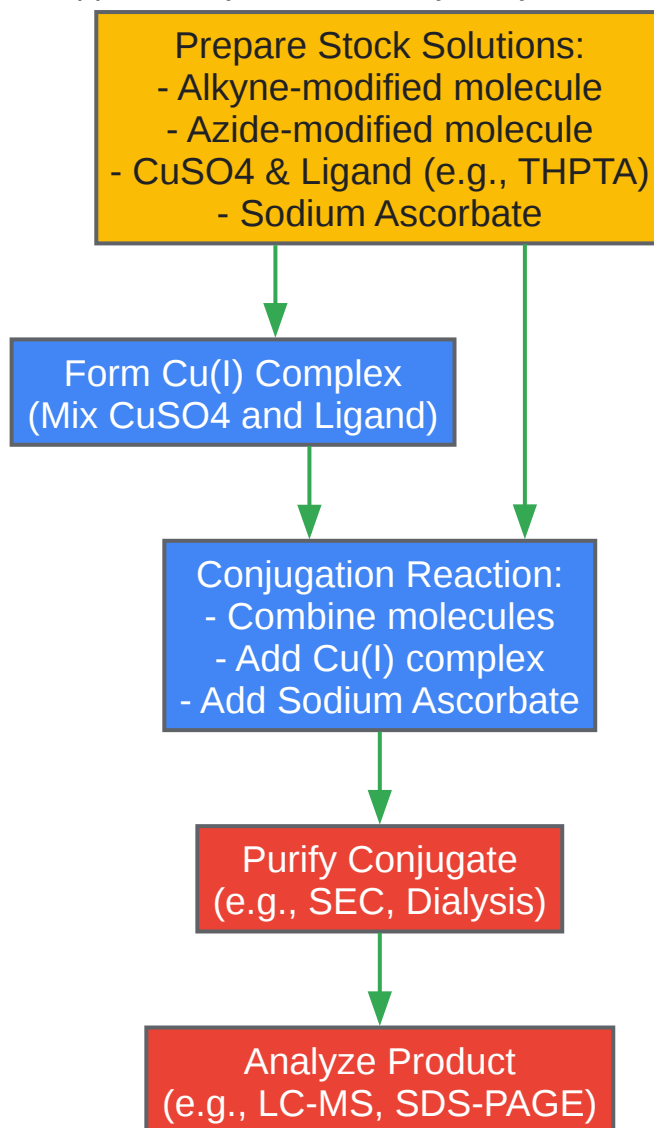 Prepare Stock Solutions:
- Alkyne-modified molecule
- Azide-modified molecule
- CuSO4 & Ligand (e.g., THPTA)
- Sodium Ascorbate
Form Cu(I) Complex
(Mix CuSO4 and Ligand)
Conjugation Reaction:
- Combine molecules
- Add Cu(I) complex
- Add Sodium Ascorbate
Purify Conjugate
(e.g., SEC, Dialysis)
Analyze Product
(e.g., LC-MS, SDS-PAGE)